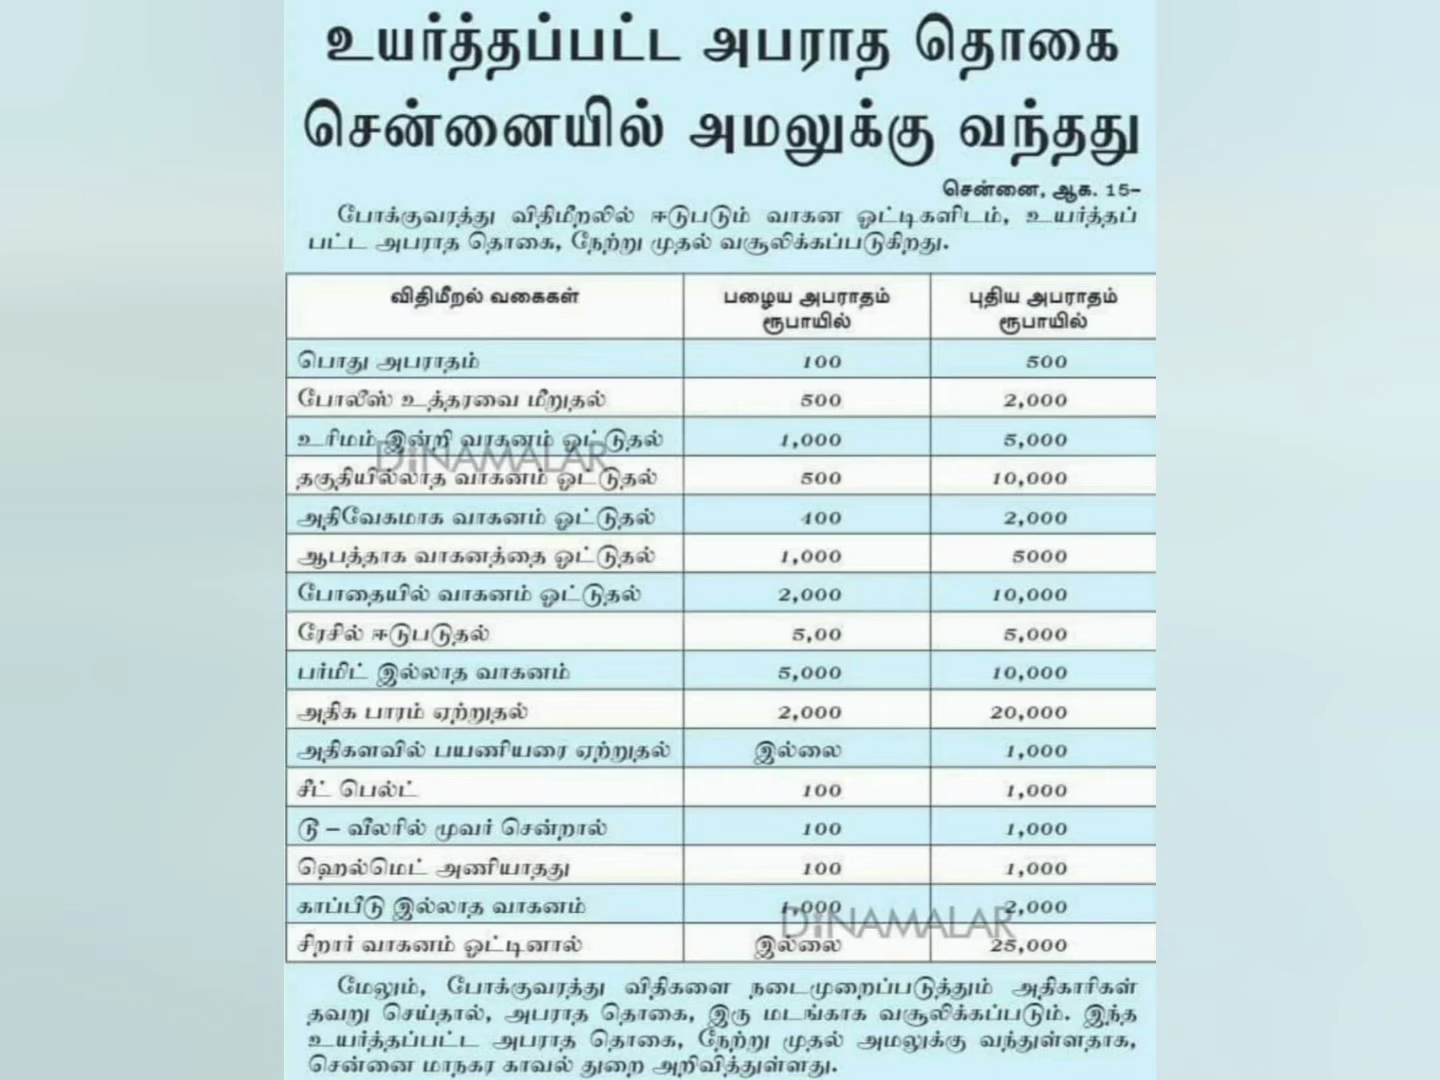 உயர்த்தப்பட்ட அபராத தொகை
சென்னையில் அமலுக்கு வந்தது
சென்னை, ஆக. 15–
போக்குவரத்து விதிமீறலில் ஈடுபடும் வாகன ஓட்டிகளிடம், உயர்த்தப்
பட்ட அபராத தொகை, நேற்று முதல் வசூலிக்கப்படுகிறது.
விதிமீறல் வகைகள் பழைய அபராதம் புதிய அபராதம்
ரூபாயில் ரூபாயில்
பொது அபராதம் 100 500
போலீஸ் உத்தரவை மீறுதல் 500 2,000
உரிமம் இன்றி வாகனம் ஓட்டுதல் 1,000 5,000
DiNAMALAR
தகுதியில்லாத வாகனம் ஓட்டுதல் 500 10,000
அதிவேகமாக வாகனம் ஓட்டுதல் 400 2,000
ஆபத்தாக வாகனத்தை ஓட்டுதல் 1,000 5000
போதையில் வாகனம் ஓட்டுதல் 2,000 10,000
ரேசில் ஈடுபடுதல் 5,00 5,000
பர்மிட் இல்லாத வாகனம் 5,000 10,000
அதிக பாரம் ஏற்றுதல் 2,000 20,000
அதிகளவில் பயணியரை ஏற்றுதல் இல்லை 1,000
சீட் பெல்ட் 100 1,000
டூ – வீலரில் மூவர் சென்றால் 100 1,000
ஹெல்மெட் அணியாதது 100 1,000
காப்பீடு இல்லாத வாகனம் 1,000 2,000
DiNAMALAR
சிறார் வாகனம் ஓட்டினால் இல்லை 25,000
மேலும், போக்குவரத்து விதிகளை நடைமுறைப்படுத்தும் அதிகாரிகள்
தவறு செய்தால், அபராத தொகை, இரு மடங்காக வசூலிக்கப்படும். இந்த
உயர்த்தப்பட்ட அபராத தொகை, நேற்று முதல் அமலுக்கு வந்துள்ளதாக,
சென்னை மாநகர காவல் துறை அறிவித்துள்ளது.